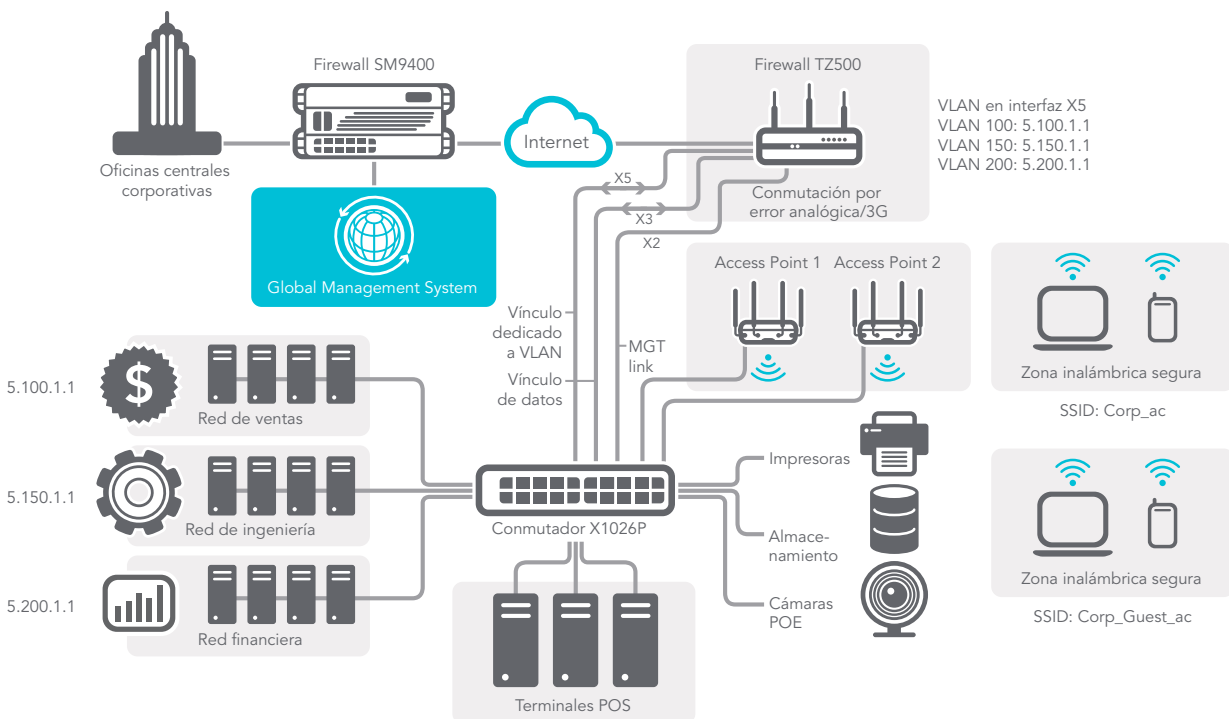 Firewall SM9400
Firewall TZ500
VLAN en interfaz X5
VLAN 100: 5.100.1.1
VLAN 150: 5.150.1.1
VLAN 200: 5.200.1.1
Internet
Oficinas centrales
corporativas
X5
X3
X2
Conmutación por
error analógica/3G
Global Management System
Access Point 1
Access Point 2
Vínculo
dedicado
a VLAN
MGT
link
Vínculo
de datos
Zona inalámbrica segura
SSID: Corp_ac
5.100.1.1
$
Red de ventas
Impresoras
5.150.1.1
Red de ingeniería
Conmutador X1026P
Almace-
namiento
Zona inalámbrica segura
SSID: Corp_Guest_ac
5.200.1.1
Red financiera
Cámaras
POE
Terminales POS